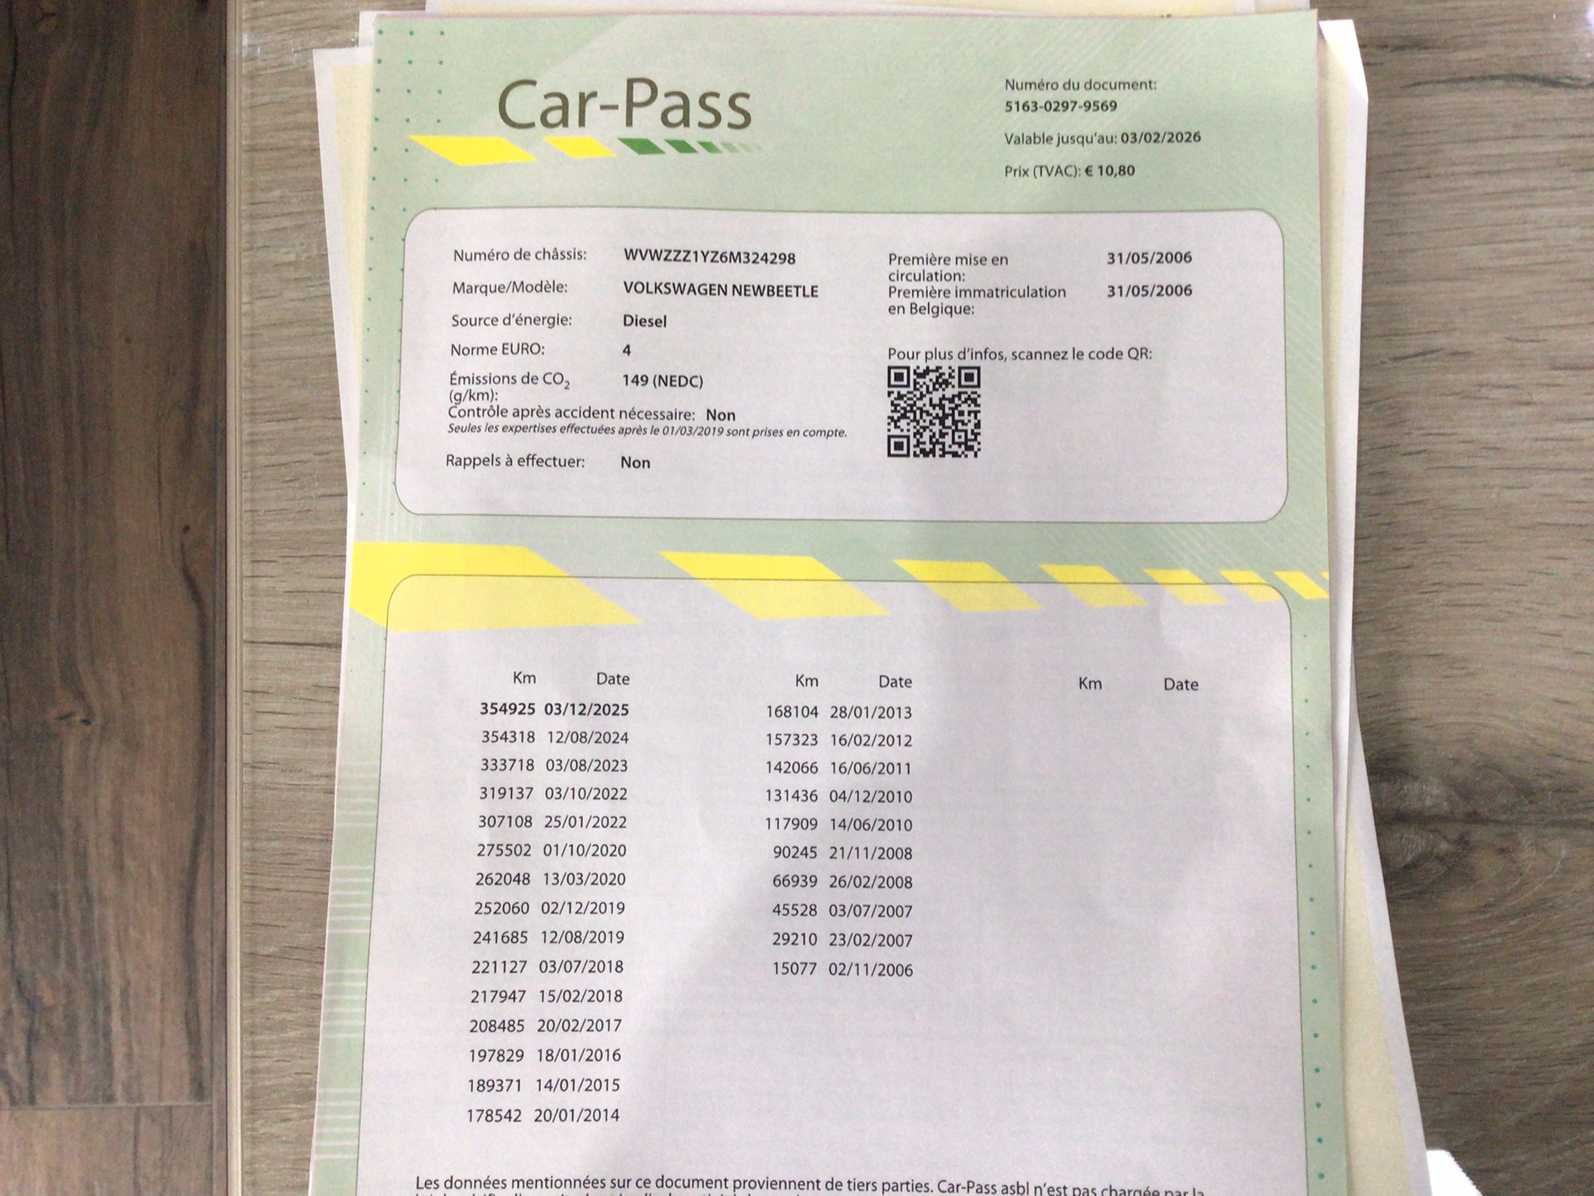 Car-Pass
Numéro du document:
5163-0297-9569
Valable jusqu'au: 03/02/2026
Prix (TVAC): € 10,80
Numéro de châssis: WVWZZZ1YZ6M324298
Marque/Modèle: VOLKSWAGEN NEWBEETLE
Source d'énergie: Diesel
Norme EURO: 4
Émissions de CO2 149 (NEDC)
(g/km):
Contrôle après accident nécessaire: Non
Seules les expertises effectuées après le 01/03/2019 sont prises en compte.
Rappels à effectuer: Non
Première mise en 31/05/2006
circulation:
Première immatriculation 31/05/2006
en Belgique:
Pour plus d'infos, scannez le code QR:
Km Date
354925 03/12/2025
354318 12/08/2024
333718 03/08/2023
319137 03/10/2022
307108 25/01/2022
275502 01/10/2020
262048 13/03/2020
252060 02/12/2019
241685 12/08/2019
221127 03/07/2018
217947 15/02/2018
208485 20/02/2017
197829 18/01/2016
189371 14/01/2015
178542 20/01/2014
Km Date
168104 28/01/2013
157323 16/02/2012
142066 16/06/2011
131436 04/12/2010
117909 14/06/2010
90245 21/11/2008
66939 26/02/2008
45528 03/07/2007
29210 23/02/2007
15077 02/11/2006
Km Date
Les données mentionnées sur ce document proviennent de tiers parties. Car-Pass asbl n'est pas chargée par la